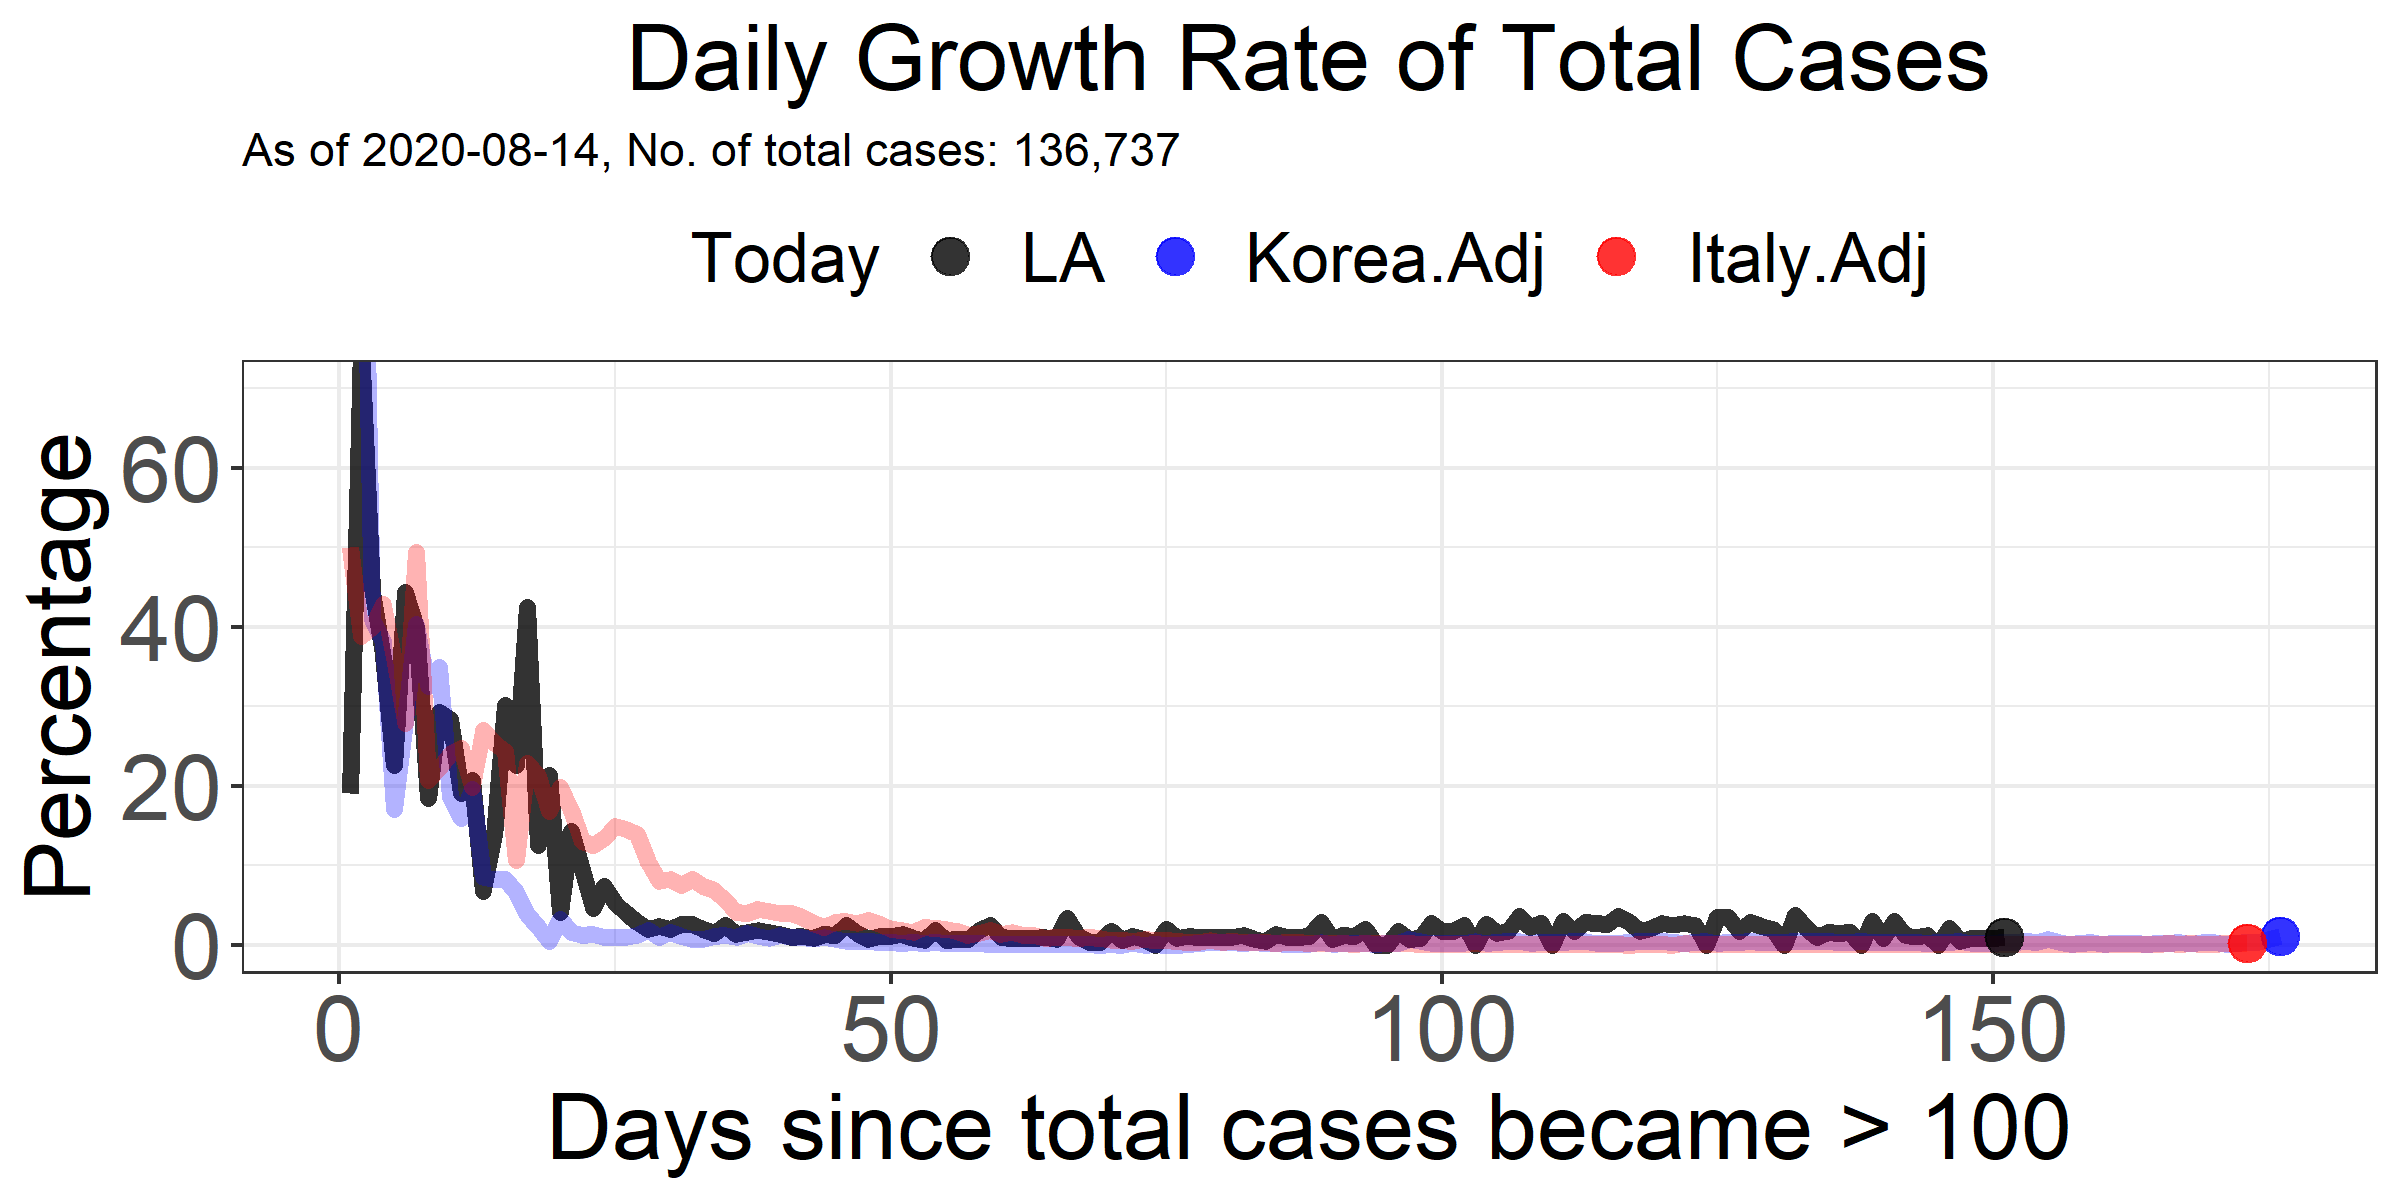 Daily Growth Rate of Total Cases
As of 2020-08-14, No. of total cases: 136,737
Today LA Korea.Adj Italy.Adj
Percentage
60
40
20
0
0 50 100 150
Days since total cases became > 100